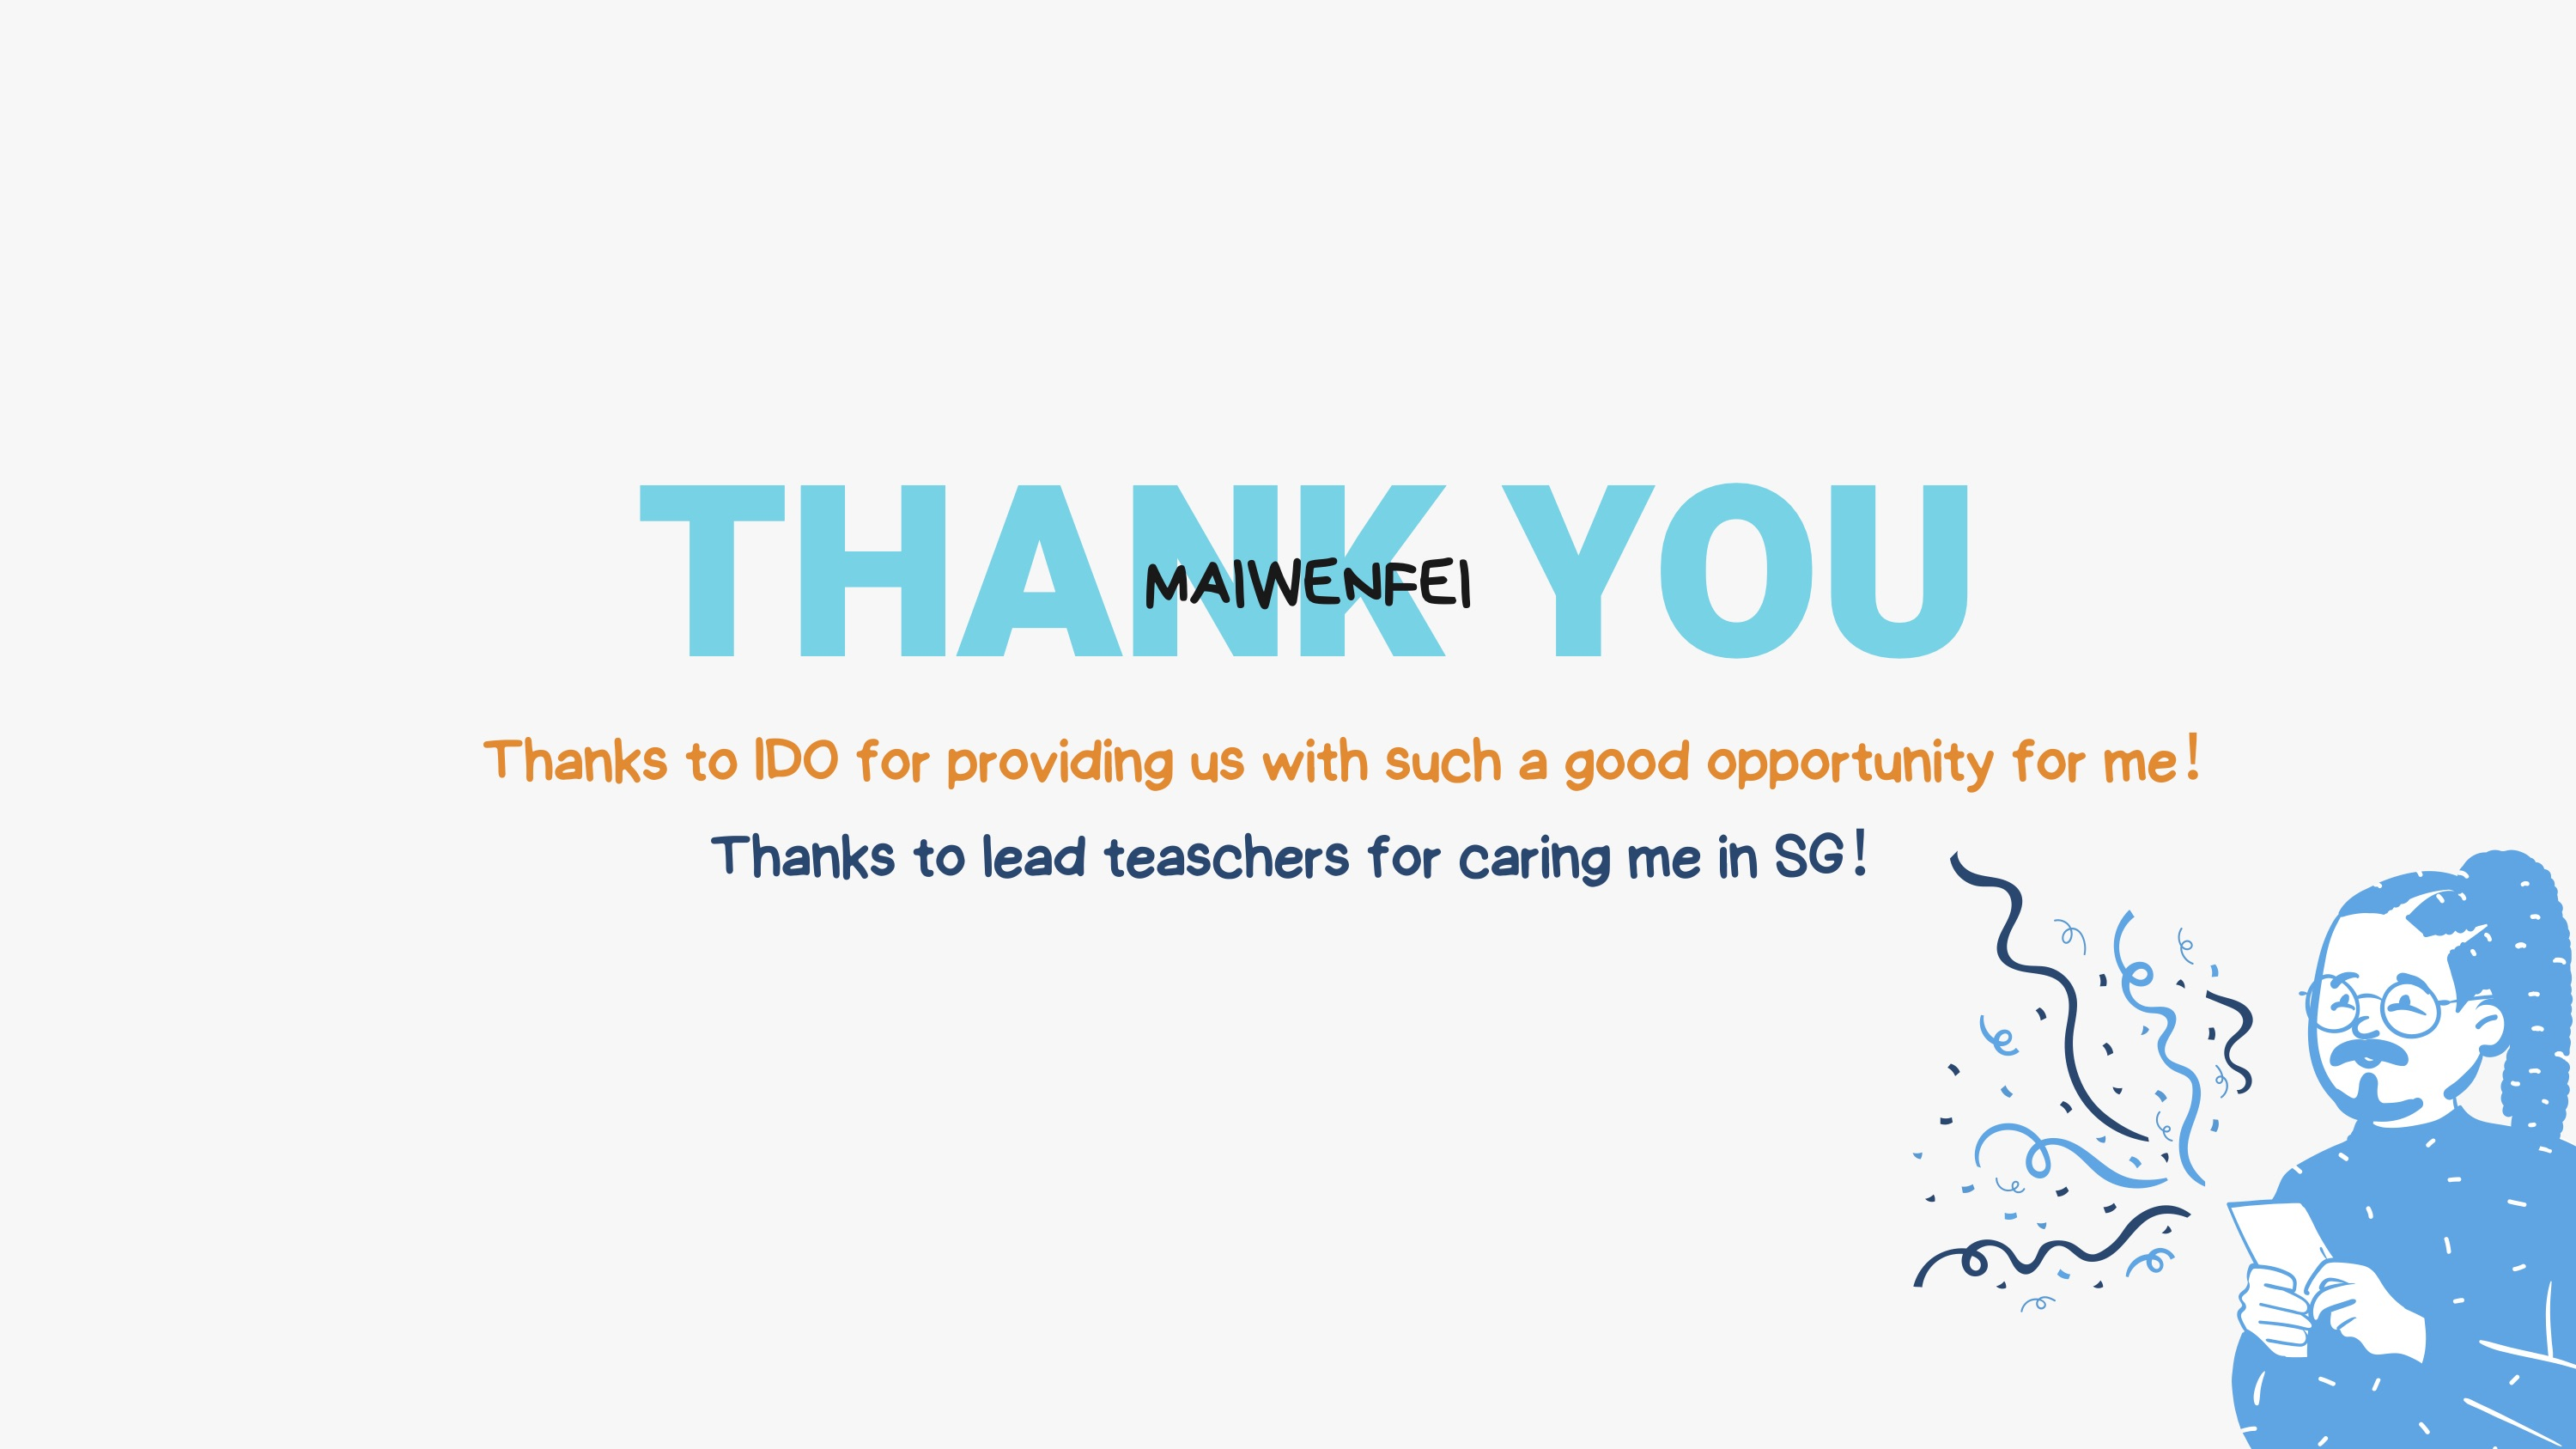 THANK YOU
MAIWENFEI
Thanks to IDO for providing us with such a good opportunity for me!
Thanks to lead teaschers for caring me in SG!